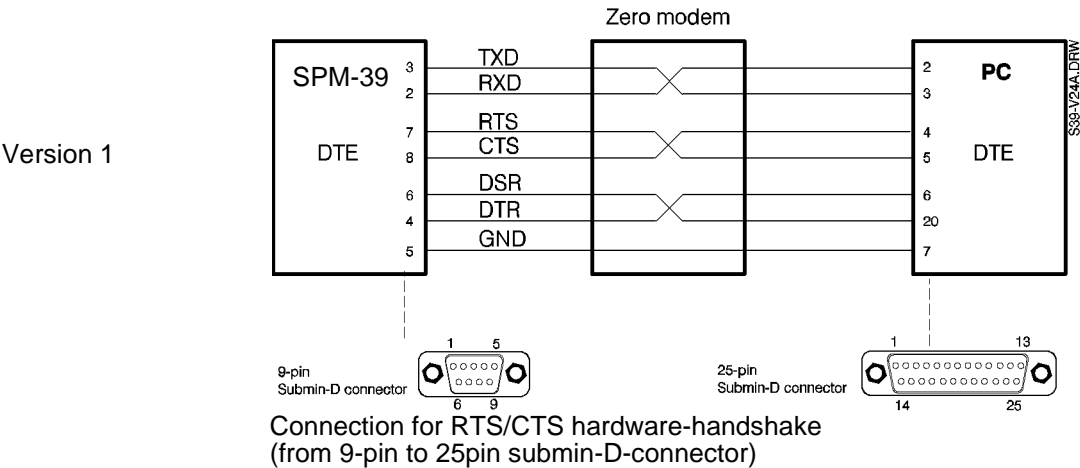 Zero modem
SPM-39
DTE
3
2
7
8
6
4
5
TXD
RXD
RTS
CTS
DSR
DTR
GND
2
3
4
5
6
20
7
PC
DTE
S39-V24A.DRW
Version 1
9-pin
Submin-D connector
1 5
6 9
25-pin
Submin-D connector
1 13
14 25
Connection for RTS/CTS hardware-handshake
(from 9-pin to 25pin submin-D-connector)